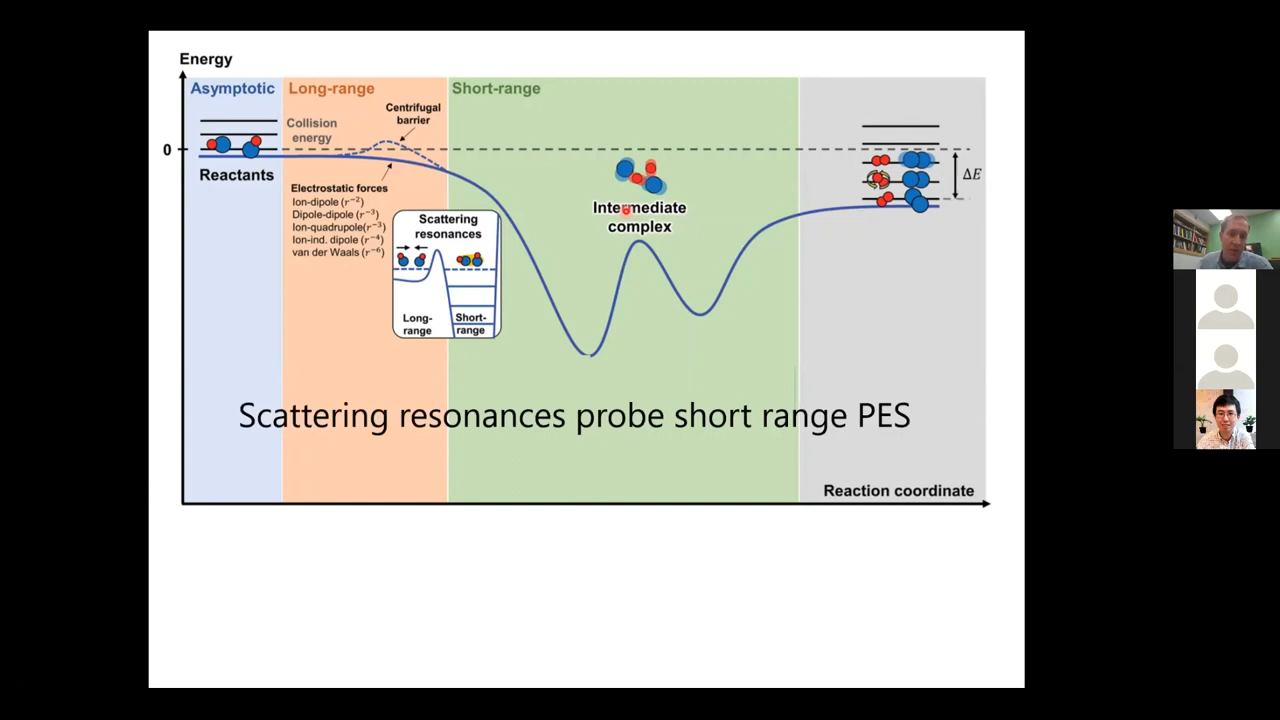 Energy
Asymptotic
Long-range
Short-range
Centrifugal
barrier
Collision
energy
0
Reactants
Electrostatic forces
Ion-dipole (r⁻²)
Dipole-dipole (r⁻³)
Ion-quadrupole(r⁻³)
Ion-ind. dipole (r⁻⁴)
van der Waals (r⁻⁶)
Scattering
resonances
Long-
range
Short-
range
Intermediate
complex
ΔE
Scattering resonances probe short range PES
Reaction coordinate